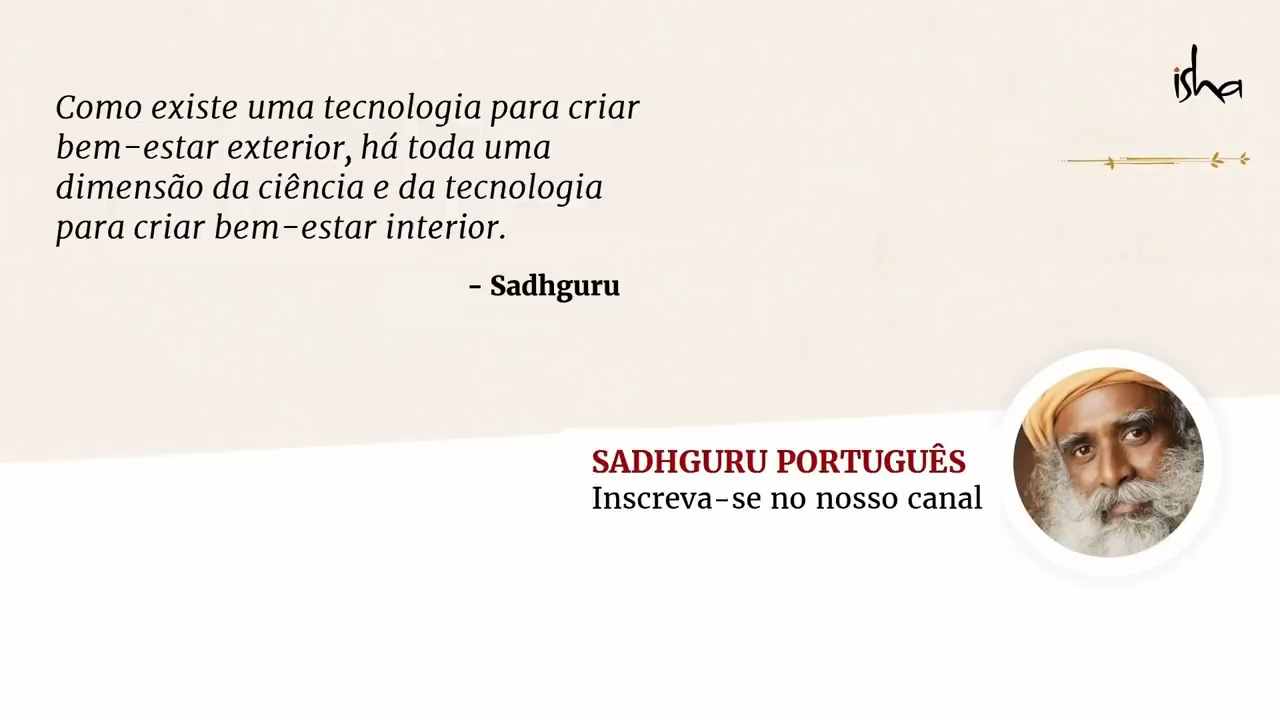 Como existe uma tecnologia para criar
bem-estar exterior, há toda uma
dimensão da ciência e da tecnologia
para criar bem-estar interior.
- Sadhguru
isha
SADHGURU PORTUGUÊS
Inscreva-se no nosso canal